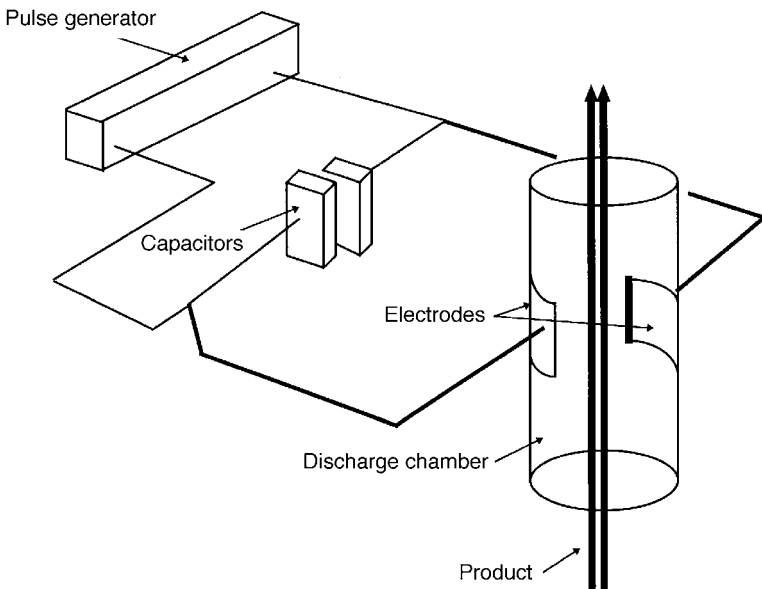 Pulse generator
Capacitors
Electrodes
Discharge chamber
Product